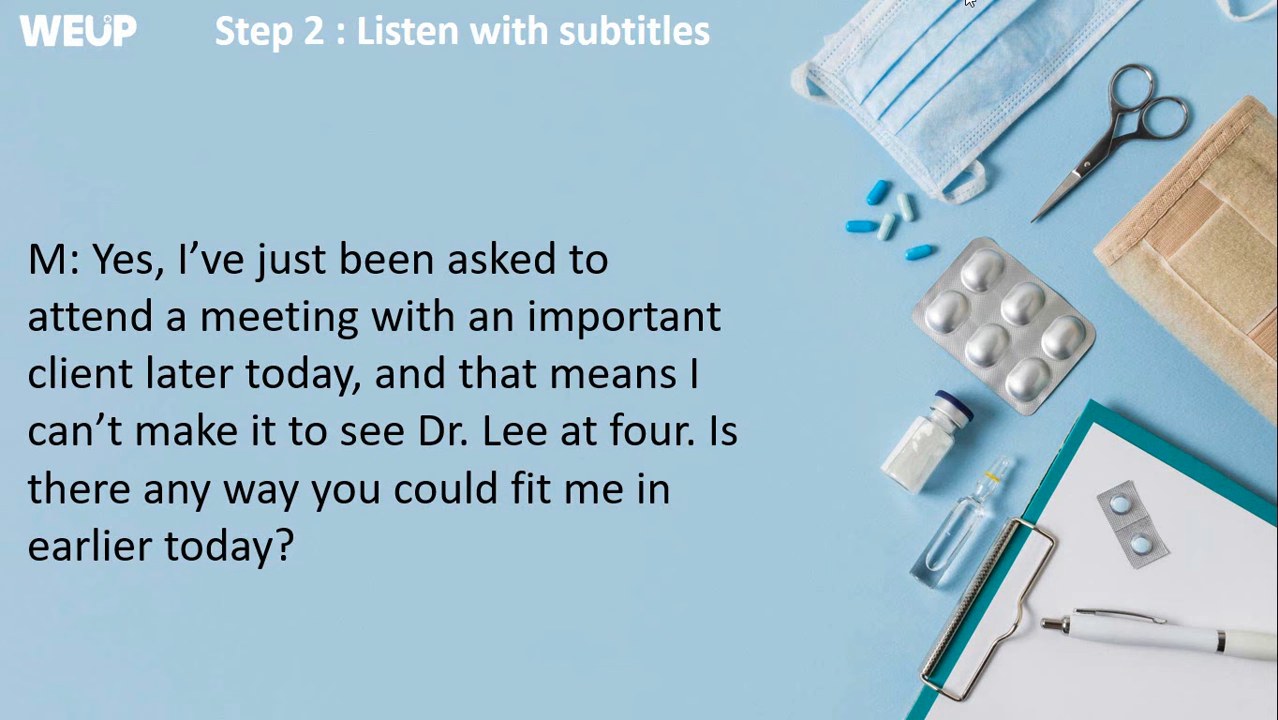 WEUP
Step 2 : Listen with subtitles
M: Yes, I’ve just been asked to
attend a meeting with an important
client later today, and that means I
can’t make it to see Dr. Lee at four. Is
there any way you could fit me in
earlier today?